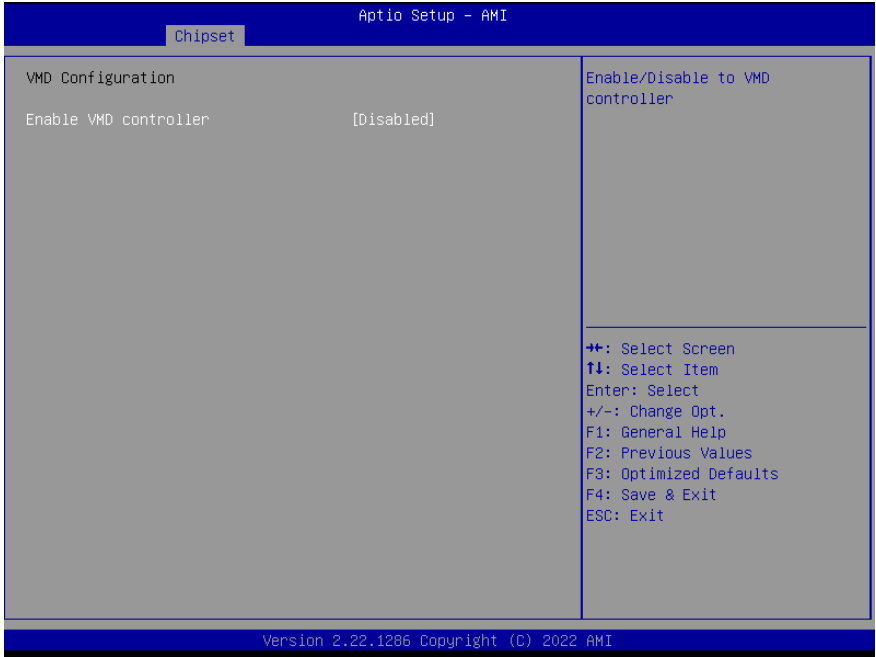 Aptio Setup – AMI
Chipset
VMD Configuration
Enable VMD controller [Disabled]
Enable/Disable to VMD
controller
→←: Select Screen
↑↓: Select Item
Enter: Select
+/-: Change Opt.
F1: General Help
F2: Previous Values
F3: Optimized Defaults
F4: Save & Exit
ESC: Exit
Version 2.22.1286 Copyright (C) 2022 AMI